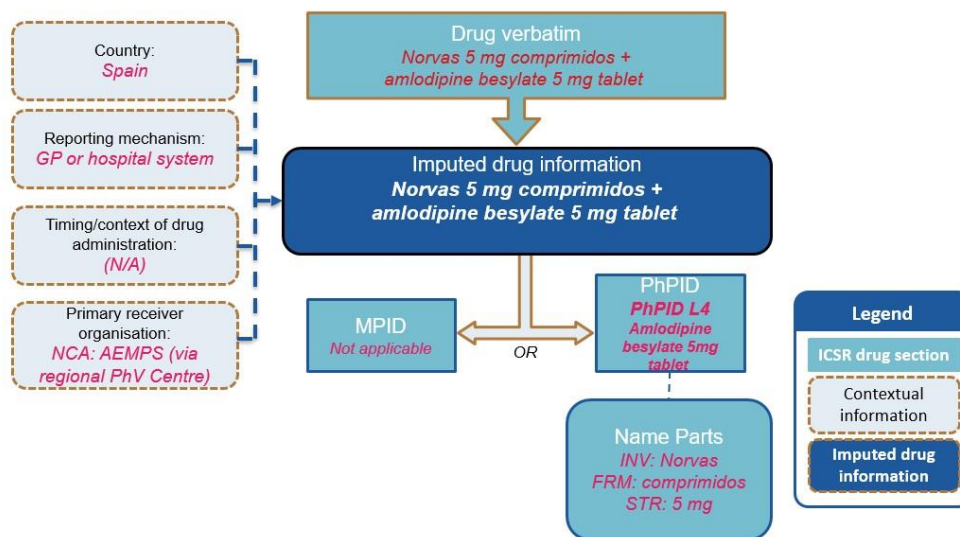 Country:
Spain
Reporting mechanism:
GP or hospital system
Timing/context of drug
administration:
(N/A)
Primary receiver
organisation:
NCA: AEMPS (via
regional PhV Centre)
Drug verbatim
Norvas 5 mg comprimidos +
amlodipine besylate 5 mg tablet
Imputed drug information
Norvas 5 mg comprimidos +
amlodipine besylate 5 mg tablet
MPID
Not applicable
OR
PhPID
PhPID L4
Amlodipine
besylate 5mg
tablet
Name Parts
INV: Norvas
FRM: comprimidos
STR: 5 mg
Legend
ICSR drug section
Contextual
information
Imputed drug
information